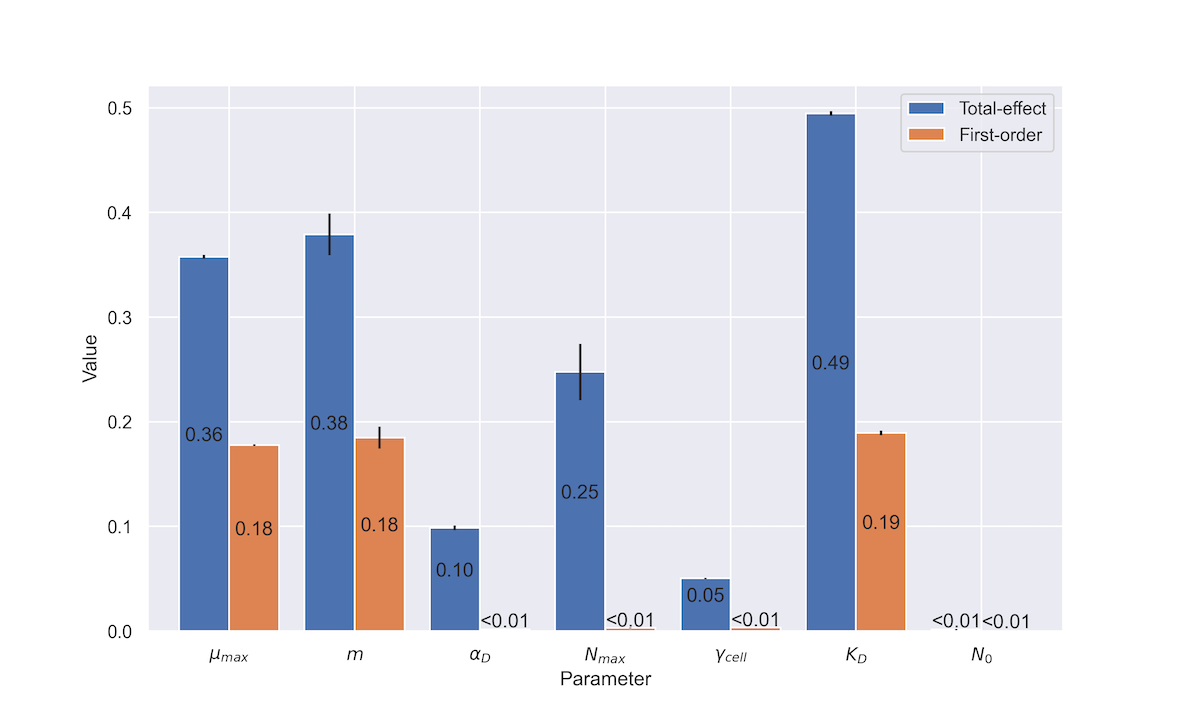 Total-effect
First-order
0.5
0.4
0.3
0.2
0.1
0.0
Value
0.36
0.18
0.38
0.18
0.10
<0.01
0.25
<0.01
0.05
<0.01
0.49
0.19
<0.01
<0.01
μmax
m
αD
Nmax
γcell
KD
N0
Parameter